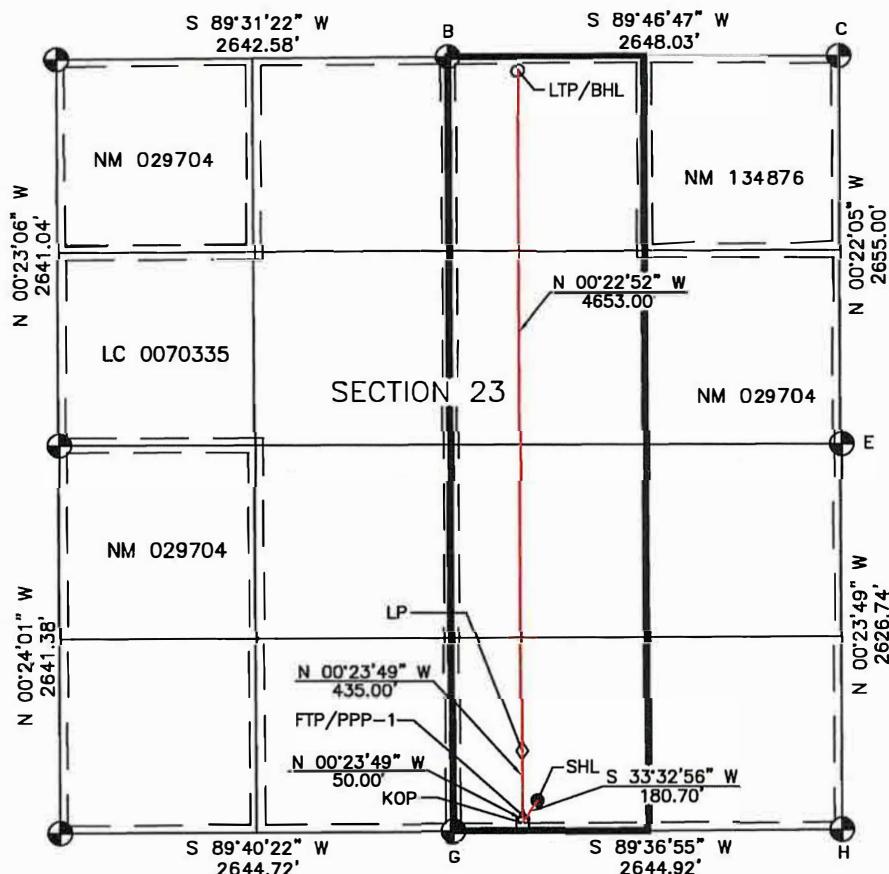 S 89°31'22" W
2642.58'
B
S 89°46'47" W
2648.03'
C
LTP/BHL
NM 029704
NM 134876
N 00°23'06" W
2641.04'
N 00°22'05" W
2655.00'
N 00°22'52" W
4653.00'
LC 0070335
SECTION 23
NM 029704
E
NM 029704
LP
N 00°24'01" W
2641.38'
N 00°23'49" W
2626.74'
N 00°23'49" W
435.00'
FTP/PPP-1
N 00°23'49" W
50.00'
KOP
SHL
S 33°32'56" W
180.70'
S 89°40'22" W
2644.72'
G
S 89°36'55" W
2644.92'
H